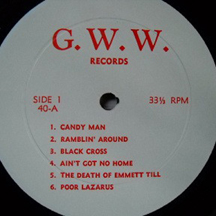 G. W. W.
RECORDS
SIDE 1
33⅓ RPM
40-A
1. CANDY MAN
2. RAMBLIN' AROUND
3. BLACK CROSS
4. AIN'T GOT NO HOME
5. THE DEATH OF EMMETT TILL
6. POOR LAZARUS